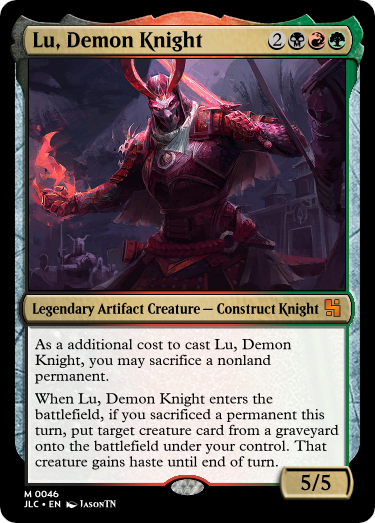 Lu, Demon Knight 2
Legendary Artifact Creature — Construct Knight
As a additional cost to cast Lu, Demon
Knight, you may sacrifice a nonland
permanent.
When Lu, Demon Knight enters the
battlefield, if you sacrificed a permanent this
turn, put target creature card from a graveyard
onto the battlefield under your control. That
creature gains haste until end of turn.
5/5
M 0046
JLC • EN JasonTN